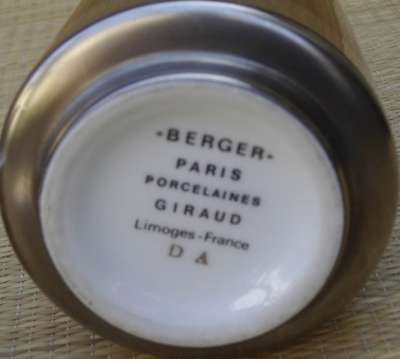 -BERGER-
PARIS
PORCELAINES
GIRAUD
Limoges-France
D A